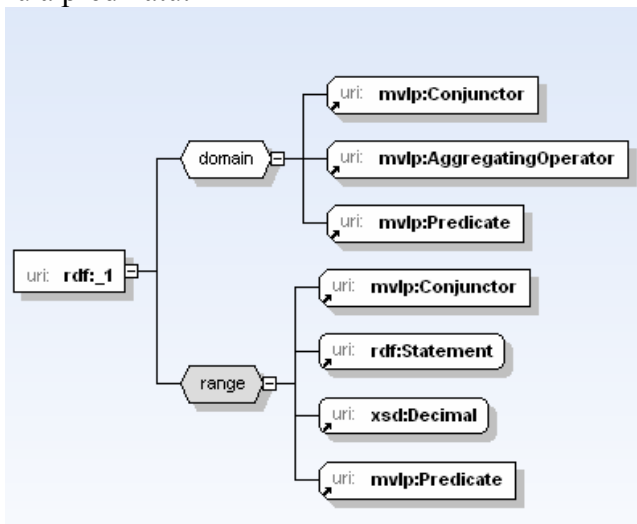 uri: mvlp:Conjunctor
domain
uri: mvlp:AggregatingOperator
uri: mvlp:Predicate
uri: rdf:_1
uri: mvlp:Conjunctor
uri: rdf:Statement
range
uri: xsd:Decimal
uri: mvlp:Predicate